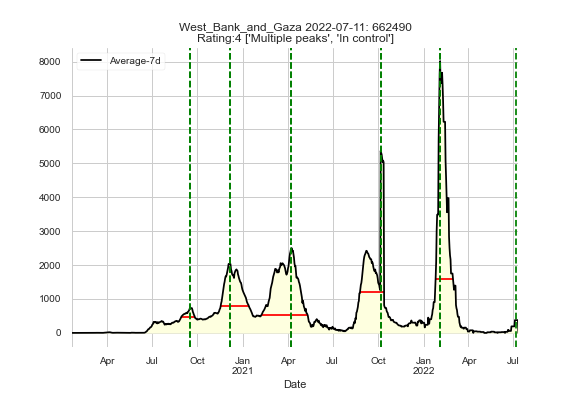 West_Bank_and_Gaza 2022-07-11: 662490
Rating:4 ['Multiple peaks', 'In control']
Average-7d
8000
7000
6000
5000
4000
3000
2000
1000
0
Apr Jul Oct Jan Apr Jul Oct Jan Apr Jul
2021 2022
Date